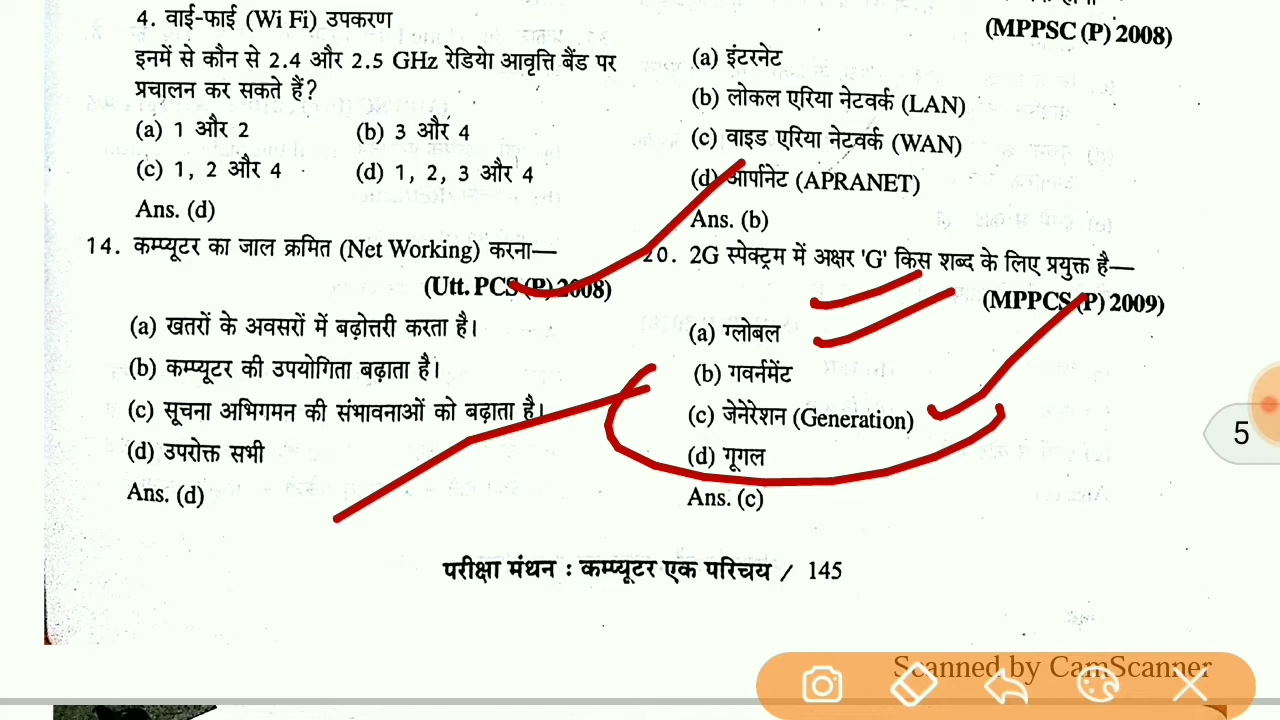 4. वाई-फाई (Wi Fi) उपकरण
इनमें से कौन से 2.4 और 2.5 GHz रेडियो आवृत्ति बैंड पर
प्रचालन कर सकते हैं?
(a) 1 और 2 (b) 3 और 4
(c) 1, 2 और 4 (d) 1, 2, 3 और 4
Ans. (d)
14. कम्प्यूटर का जाल क्रमित (Net Working) करना—
(Utt. PCS (P) 2008)
(a) खतरों के अवसरों में बढ़ोत्तरी करता है।
(b) कम्प्यूटर की उपयोगिता बढ़ाता है।
(c) सूचना अभिगमन की संभावनाओं को बढ़ाता है।
(d) उपरोक्त सभी
Ans. (d)
(MPPSC (P) 2008)
(a) इंटरनेट
(b) लोकल एरिया नेटवर्क (LAN)
(c) वाइड एरिया नेटवर्क (WAN)
(d) आर्पानेट (APRANET)
Ans. (b)
20. 2G स्पेक्ट्रम में अक्षर 'G' किस शब्द के लिए प्रयुक्त है—
(MPPCS (P) 2009)
(a) ग्लोबल
(b) गवर्नमेंट
(c) जेनेरेशन (Generation)
(d) गूगल
Ans. (c)
परीक्षा मंथन : कम्प्यूटर एक परिचय / 145
5
Scanned by CamScanner